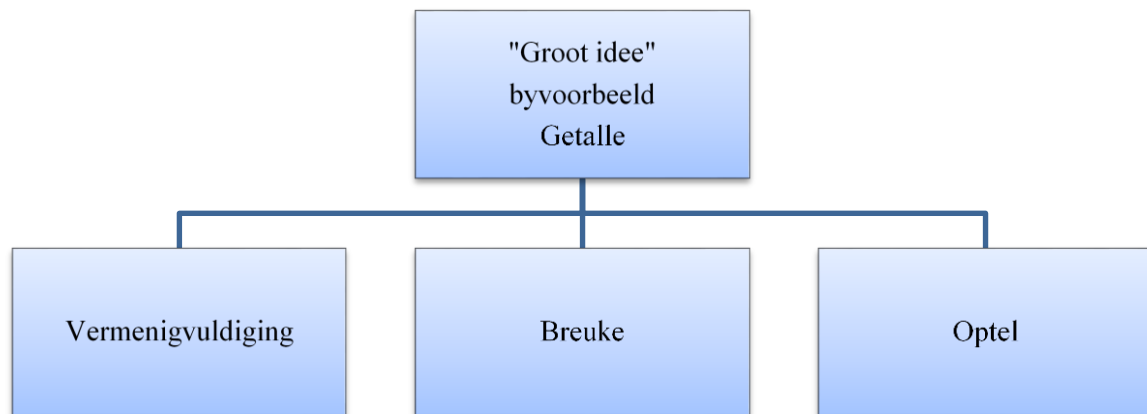 "Groot idee"
byvoorbeeld
Getalle
Vermenigvuldiging
Breuke
Optel